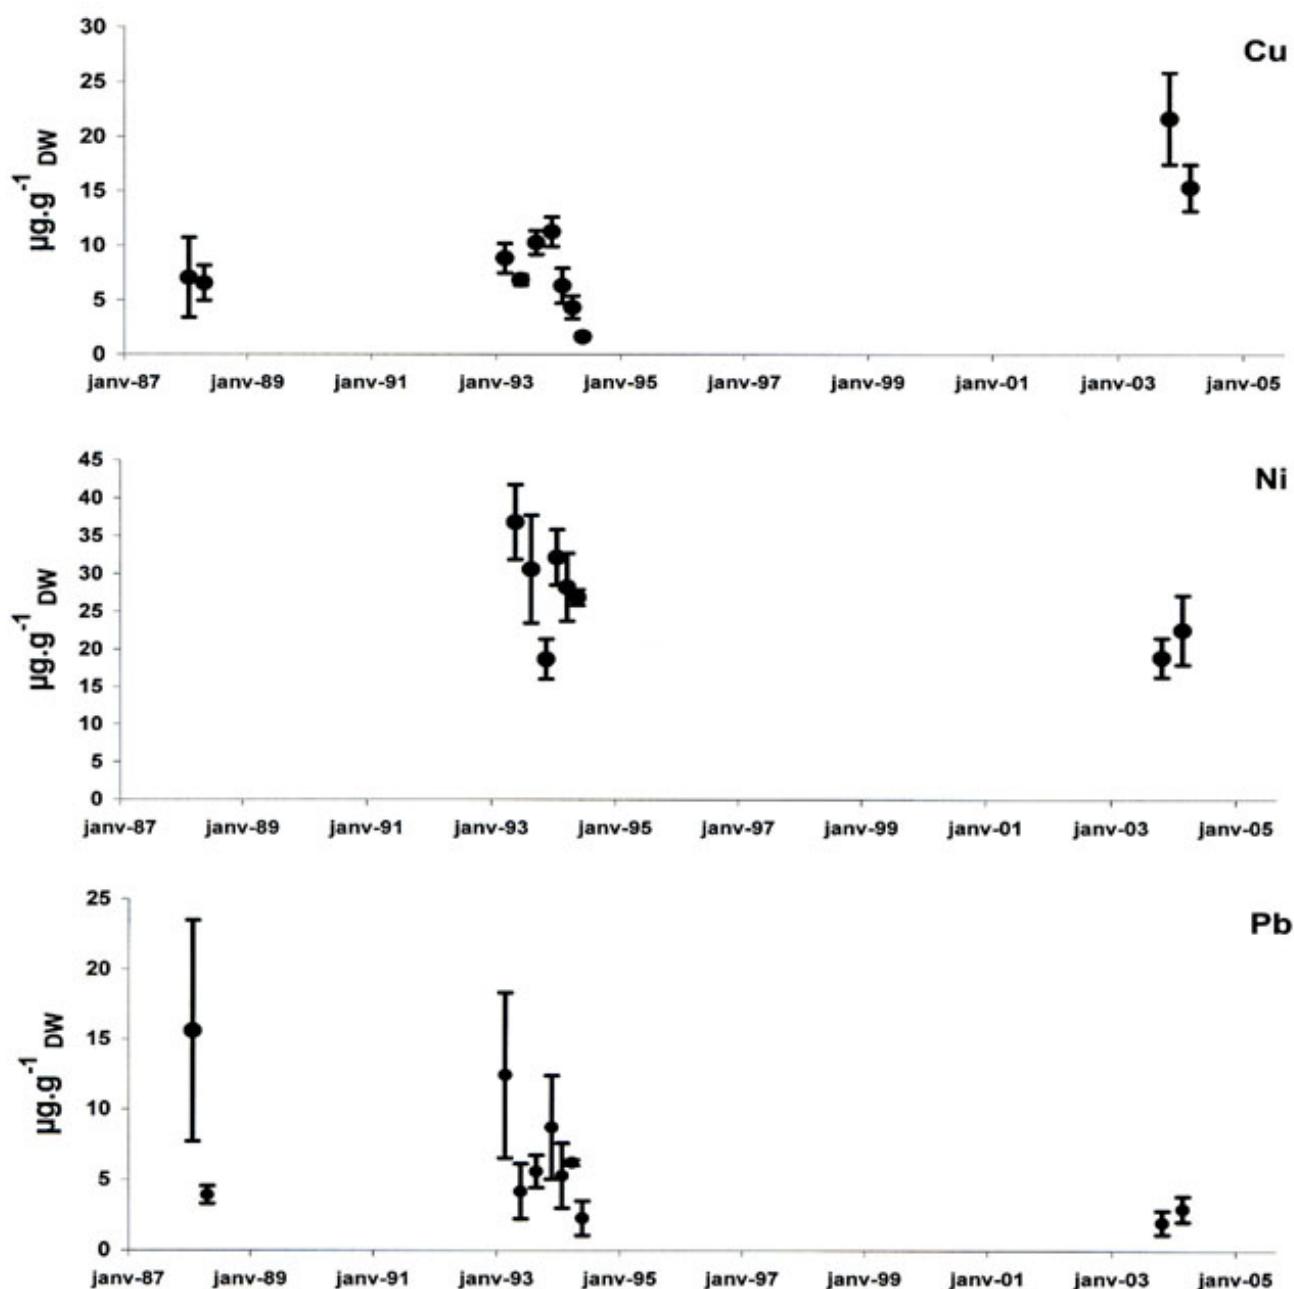 Cu
30
25
20
15
10
5
0
µg.g⁻¹ DW
janv-87 janv-89 janv-91 janv-93 janv-95 janv-97 janv-99 janv-01 janv-03 janv-05
Ni
45
40
35
30
25
20
15
10
5
0
µg.g⁻¹ DW
janv-87 janv-89 janv-91 janv-93 janv-95 janv-97 janv-99 janv-01 janv-03 janv-05
Pb
25
20
15
10
5
0
µg.g⁻¹ DW
janv-87 janv-89 janv-91 janv-93 janv-95 janv-97 janv-99 janv-01 janv-03 janv-05